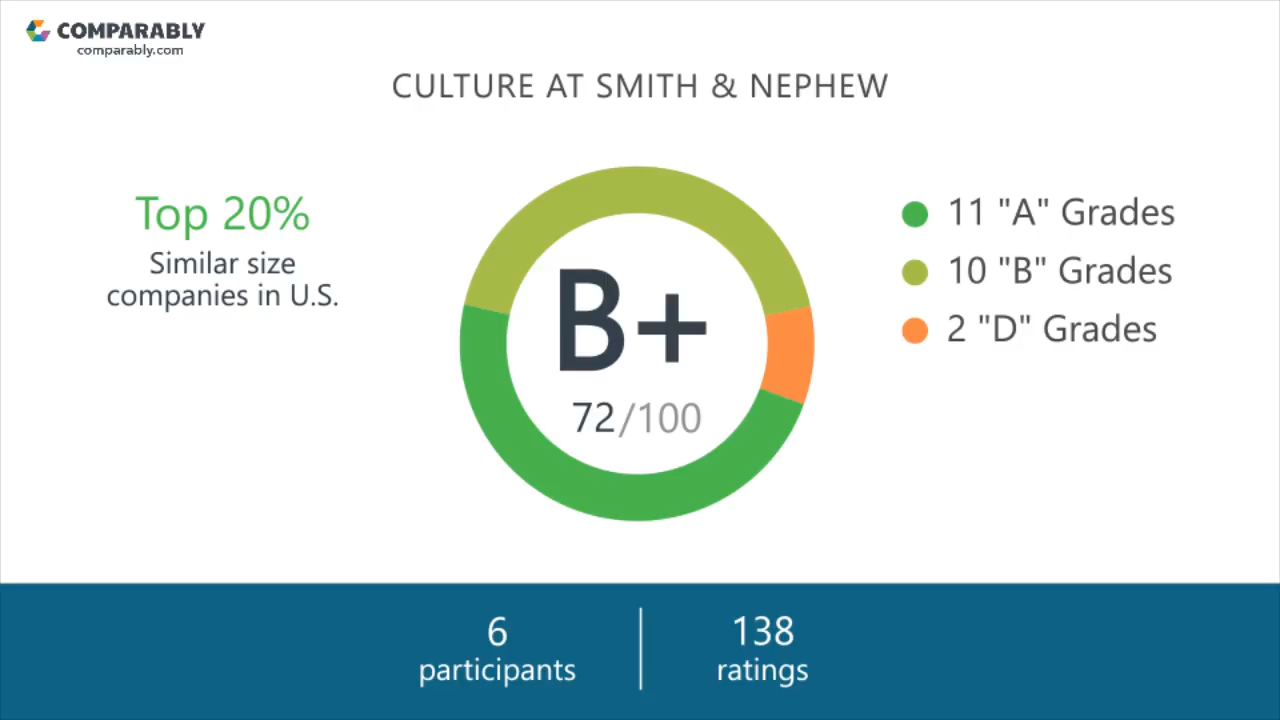 COMPARABLY
comparably.com
CULTURE AT SMITH & NEPHEW
Top 20%
Similar size
companies in U.S.
B+
72/100
11 "A" Grades
10 "B" Grades
2 "D" Grades
6
participants
138
ratings